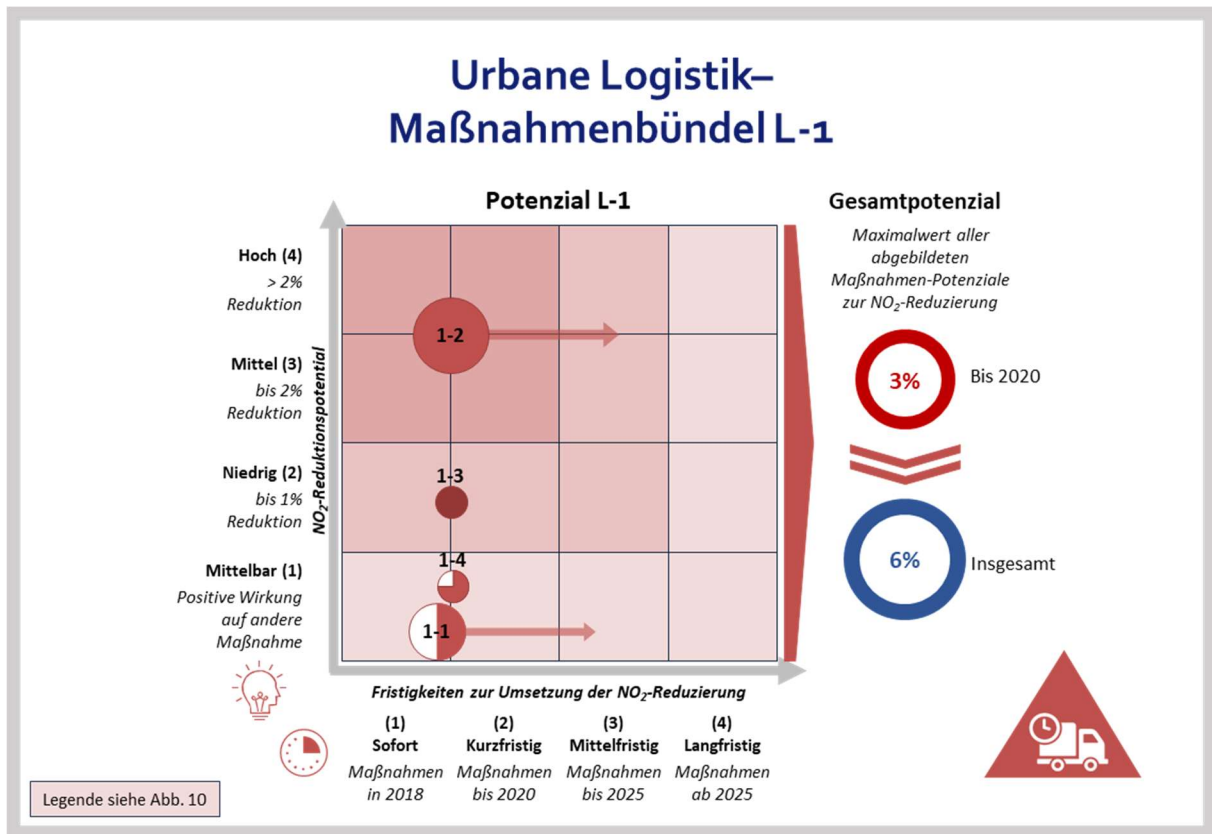 Urbane Logistik–
Maßnahmenbündel L-1
Potenzial L-1
Hoch (4)
> 2%
Reduktion
Mittel (3)
bis 2%
Reduktion
Niedrig (2)
bis 1%
Reduktion
Mittelbar (1)
Positive Wirkung
auf andere
Maßnahme
NO₂-Reduktionspotential
1-2
1-3
1-4
1-1
Fristigkeiten zur Umsetzung der NO₂-Reduzierung
(1)
Sofort
Maßnahmen
in 2018
(2)
Kurzfristig
Maßnahmen
bis 2020
(3)
Mittelfristig
Maßnahmen
bis 2025
(4)
Langfristig
Maßnahmen
ab 2025
Gesamtpotenzial
Maximalwert aller
abgebildeten
Maßnahmen-Potenziale
zur NO₂-Reduzierung
3%
Bis 2020
6%
Insgesamt
Legende siehe Abb. 10